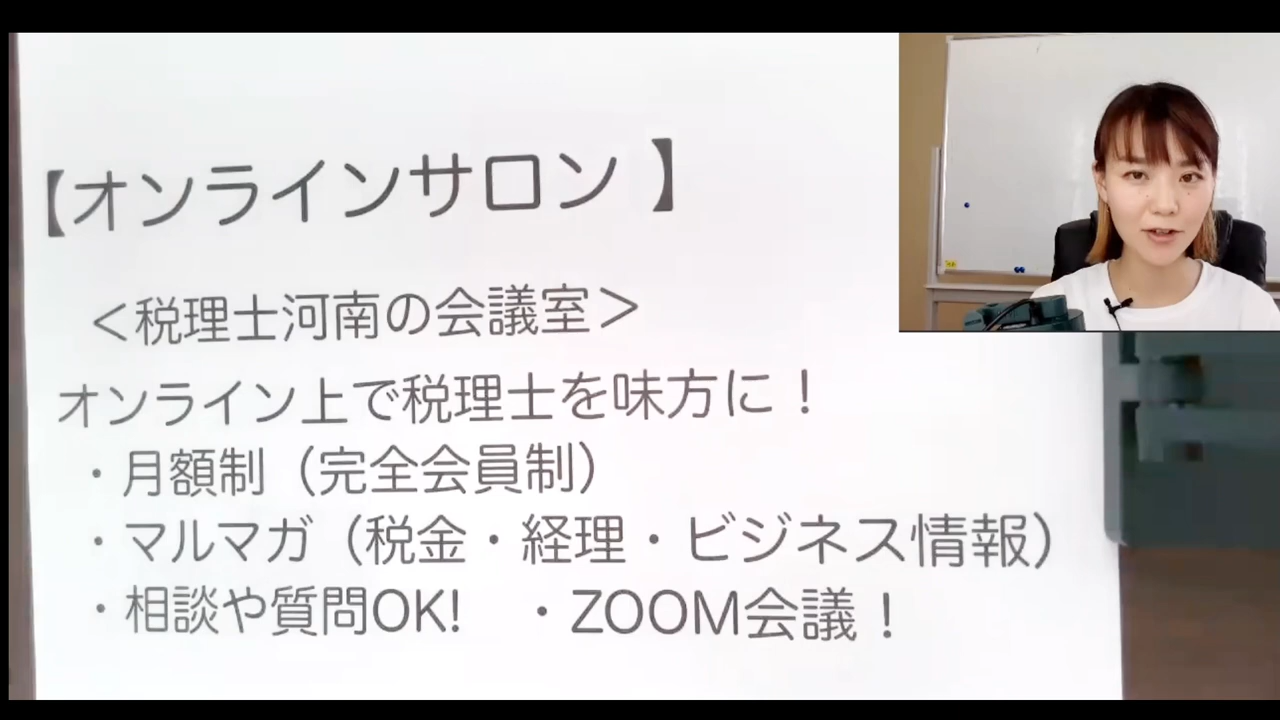 【オンラインサロン】
＜税理士河南の会議室＞
オンライン上で税理士を味方に！
・月額制（完全会員制）
・マルマガ（税金・経理・ビジネス情報）
・相談や質問OK!　・ZOOM会議！